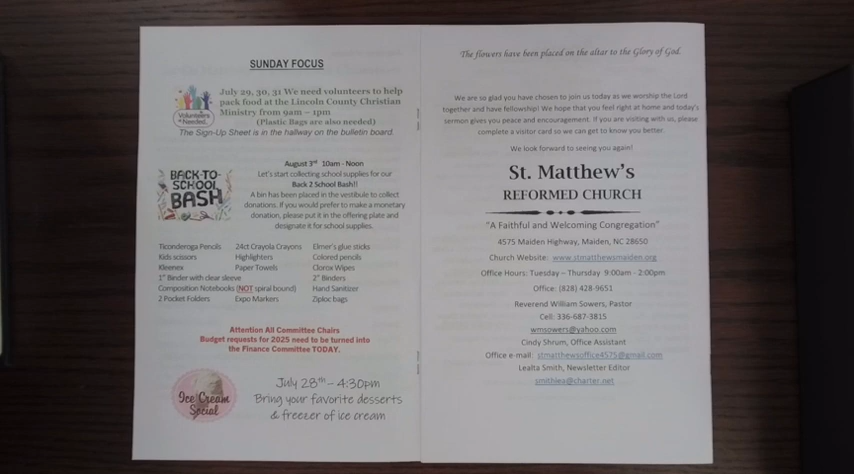 SUNDAY FOCUS
Volunteers
Needed
July 29, 30, 31 We need volunteers to help
pack food at the Lincoln County Christian
Ministry from 9am – 1pm
(Plastic Bags are also needed)
The Sign-Up Sheet is in the hallway on the bulletin board.
BACK-TO-
SCHOOL
BASH
August 3rd 10am - Noon
Let's start collecting school supplies for our
Back 2 School Bash!!
A bin has been placed in the vestibule to collect
donations. If you would prefer to make a monetary
donation, please put it in the offering plate and
designate it for school supplies.
Ticonderoga Pencils 24ct Crayola Crayons Elmer's glue sticks
Kids scissors Highlighters Colored pencils
Kleenex Paper Towels Clorox Wipes
1" Binder with clear sleeve 2" Binders
Composition Notebooks (NOT spiral bound) Hand Sanitizer
2 Pocket Folders Expo Markers Ziploc bags
Attention All Committee Chairs
Budget requests for 2025 need to be turned into
the Finance Committee TODAY.
Ice Cream
Social
July 28th – 4:30pm
Bring your favorite desserts
& freezer of ice cream
The flowers have been placed on the altar to the Glory of God.
We are so glad you have chosen to join us today as we worship the Lord
together and have fellowship! We hope that you feel right at home and today's
sermon gives you peace and encouragement. If you are visiting with us, please
complete a visitor card so we can get to know you better.
We look forward to seeing you again!
St. Matthew's
REFORMED CHURCH
"A Faithful and Welcoming Congregation"
4575 Maiden Highway, Maiden, NC 28650
Church Website: www.stmatthewsmaiden.org
Office Hours: Tuesday – Thursday 9:00am - 2:00pm
Office: (828) 428-9651
Reverend William Sowers, Pastor
Cell: 336-687-3815
wmsowers@yahoo.com
Cindy Shrum, Office Assistant
Office e-mail: stmatthewsoffice4575@gmail.com
Lealta Smith, Newsletter Editor
smithlea@charter.net